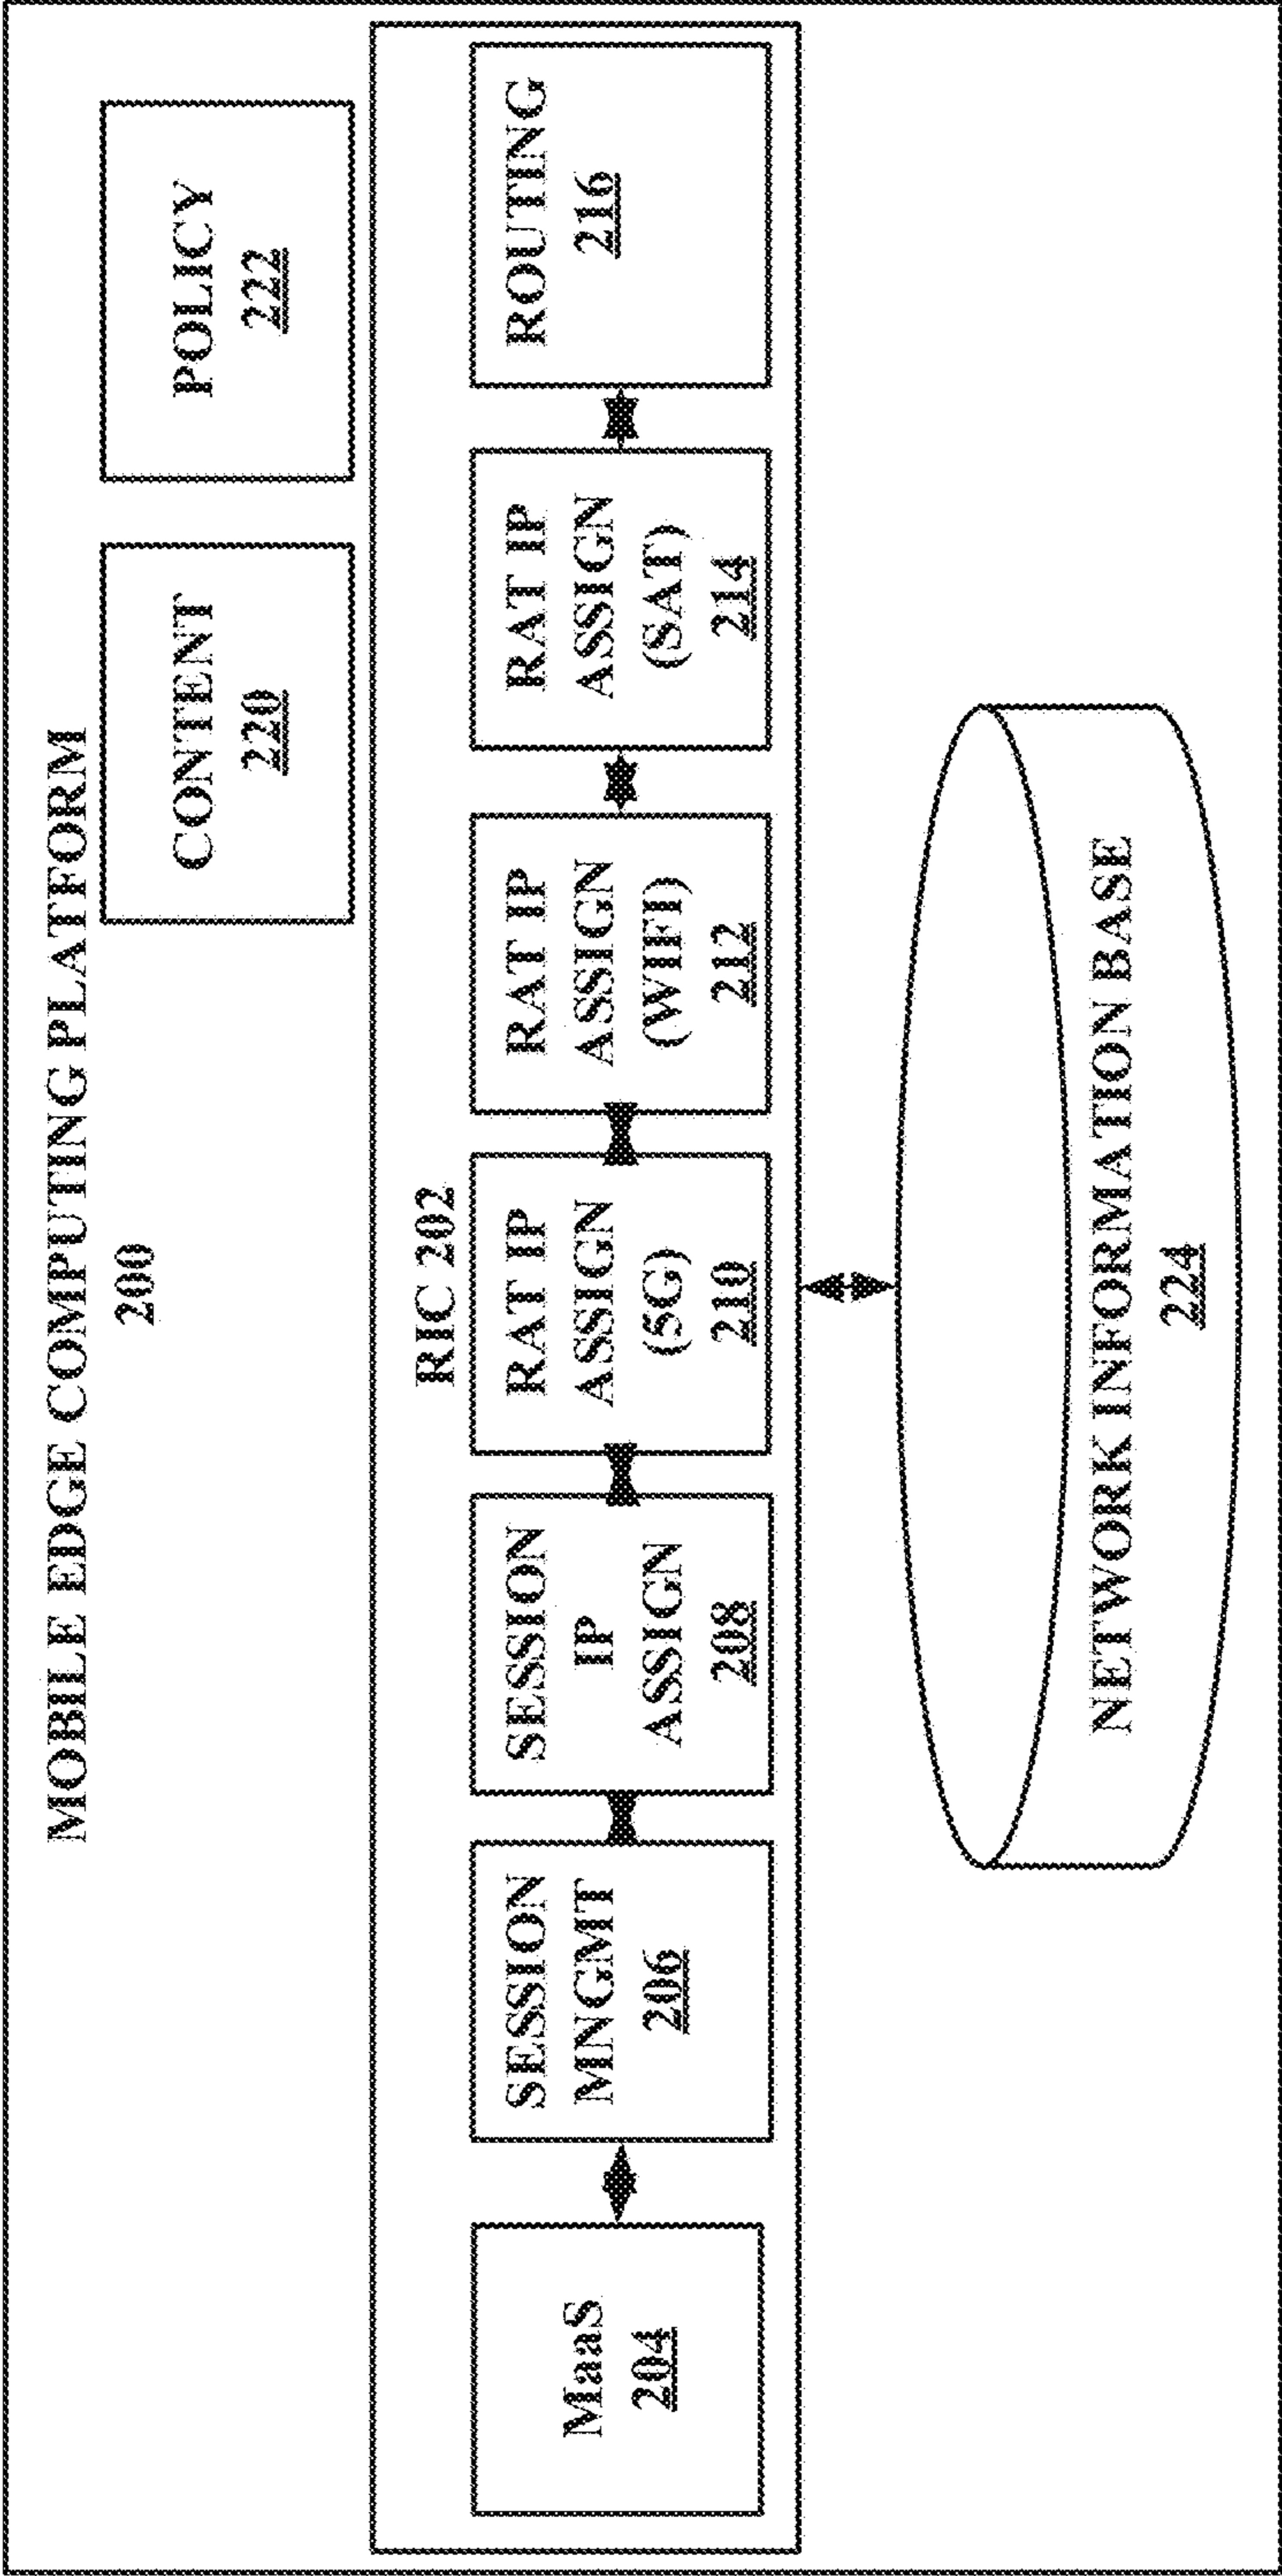 MOBILE EDGE COMPUTING PLATFORM
200
CONTENT
220
POLICY
222
RIC 202
MaaS
204
SESSION
MNGMT
206
SESSION
IP
ASSIGN
208
RAT IP
ASSIGN
(5G)
210
RAT IP
ASSIGN
(WIFI)
212
RAT IP
ASSIGN
(SAT)
214
ROUTING
216
NETWORK INFORMATION BASE
224